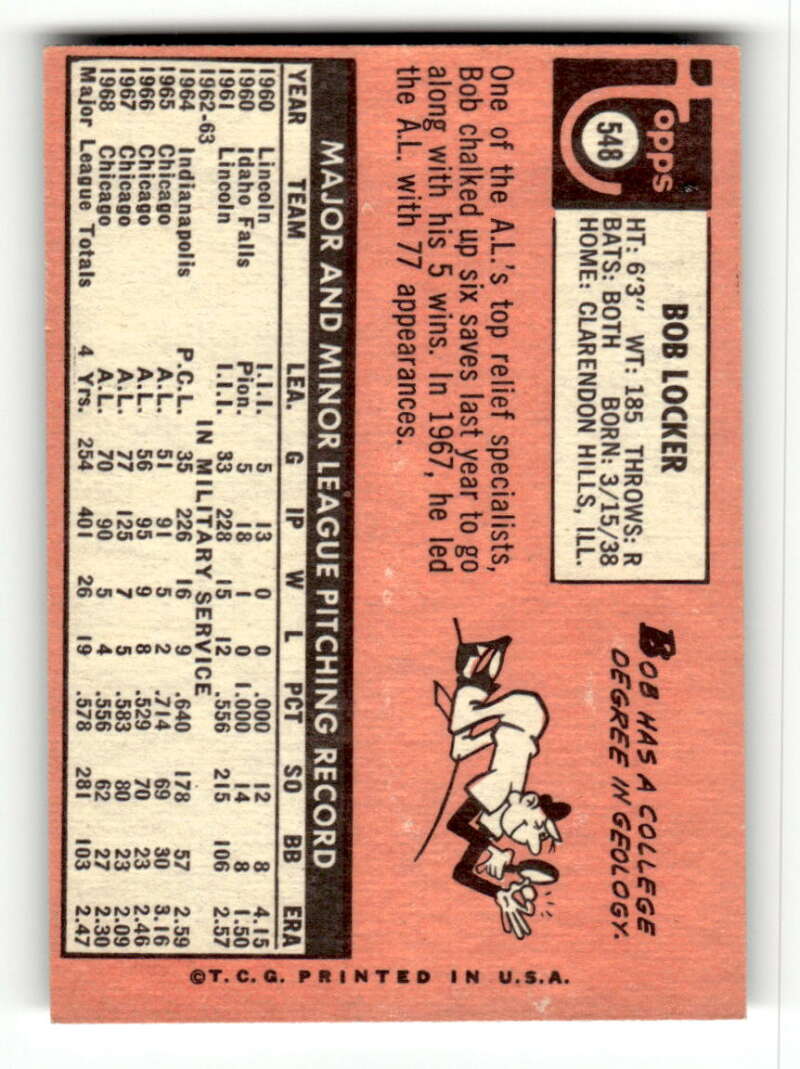 Topps
548
BOB LOCKER
HT: 6'3" WT: 185 THROWS: R
BATS: BOTH BORN: 3/15/38
HOME: CLARENDON HILLS, ILL.
BOB HAS A COLLEGE
DEGREE IN GEOLOGY.
One of the A.L.'s top relief specialists,
Bob chalked up six saves last year to go
along with his 5 wins. In 1967, he led
the A.L. with 77 appearances.
MAJOR AND MINOR LEAGUE PITCHING RECORD
YEAR TEAM LEA. G IP W L PCT SO BB ERA
1960 Lincoln I.I.I. 5 13 0 0 .000 12 8 4.15
1960 Idaho Falls Pion. 5 18 1 0 1.000 14 8 1.50
1961 Lincoln I.I.I. 33 228 15 12 .556 215 106 2.57
1962-63 IN MILITARY SERVICE
1964 Indianapolis P.C.L. 35 226 16 9 .640 178 57 2.59
1965 Chicago A.L. 51 91 5 2 .714 69 30 3.16
1966 Chicago A.L. 56 95 9 8 .529 70 23 2.46
1967 Chicago A.L. 77 125 7 5 .583 80 23 2.09
1968 Chicago A.L. 70 90 5 4 .556 62 27 2.30
Major League Totals 4 Yrs. 254 401 26 19 .578 281 103 2.47
©T.C.G. PRINTED IN U.S.A.